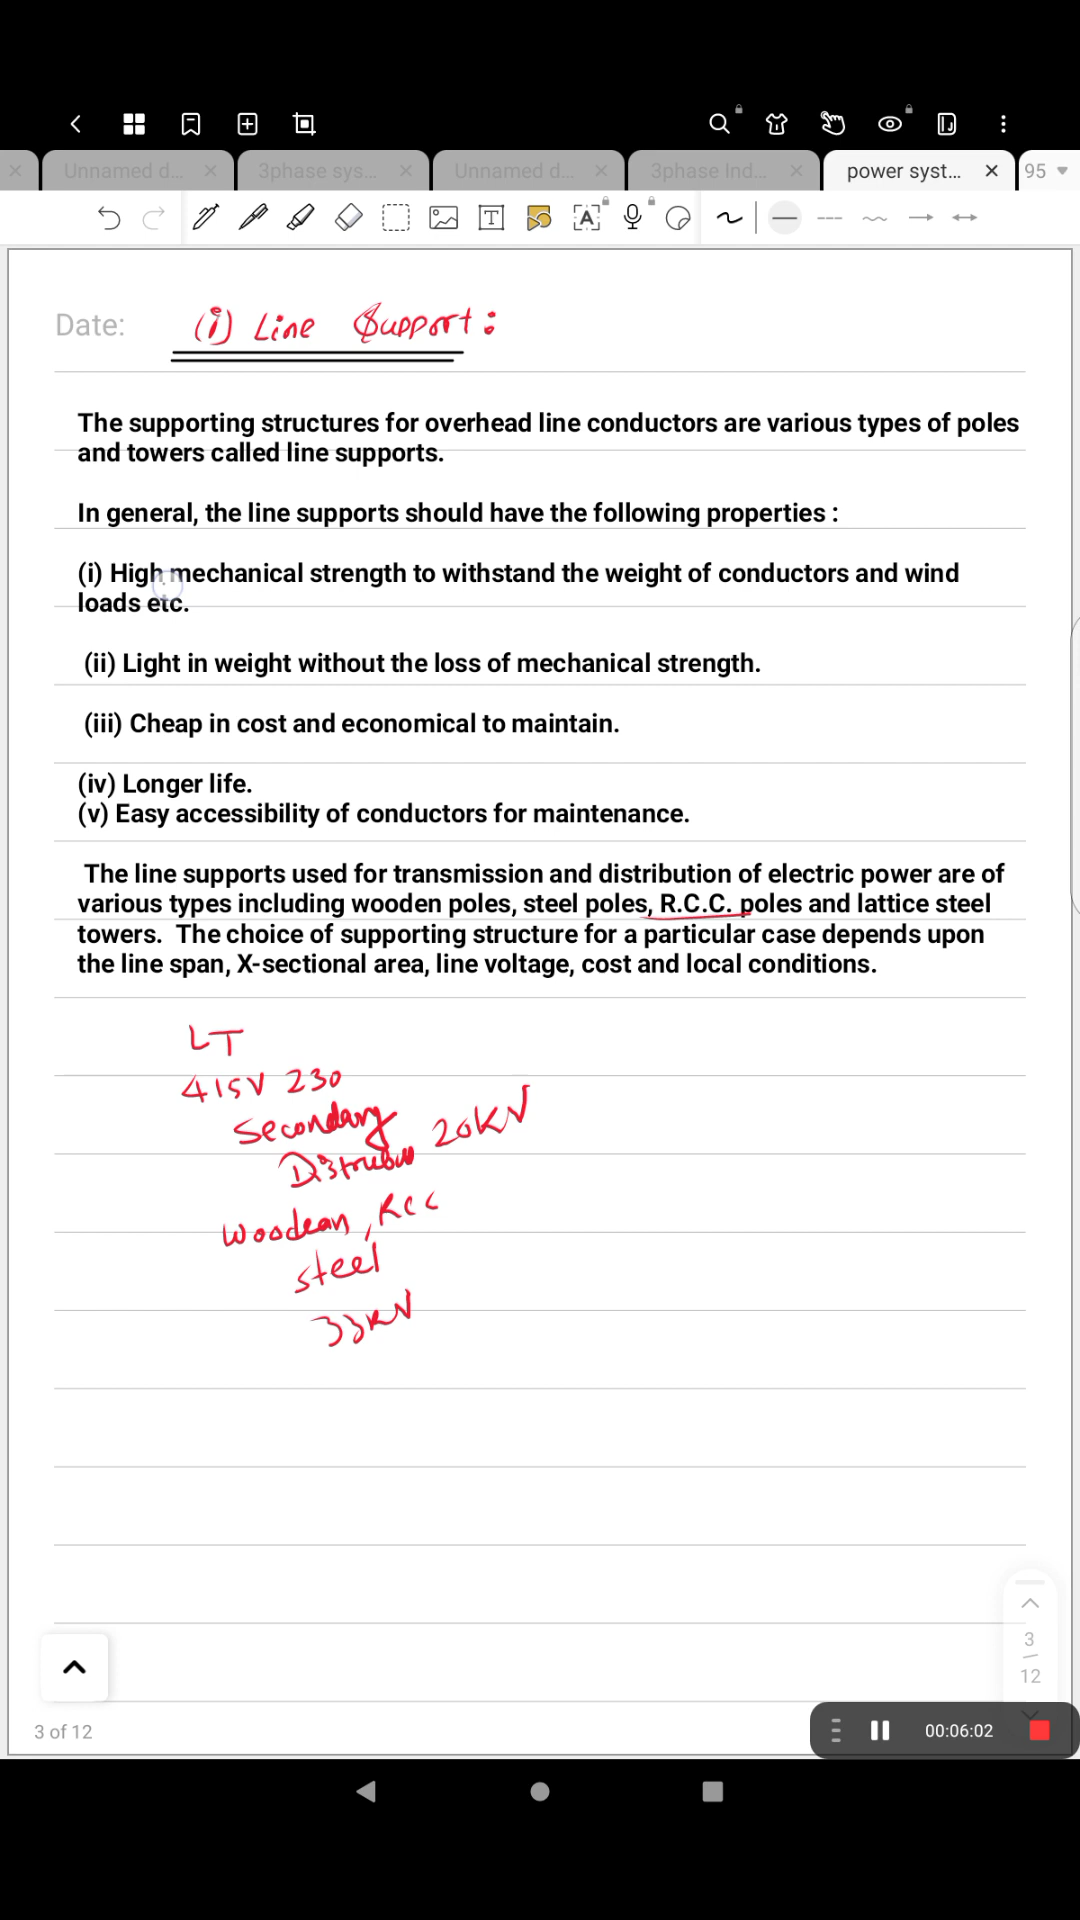 Unnamed d...
3phase sys...
Unnamed d...
3phase Ind...
power syst...
95
Date:
(i) Line Support:
The supporting structures for overhead line conductors are various types of poles
and towers called line supports.
In general, the line supports should have the following properties :
(i) High mechanical strength to withstand the weight of conductors and wind
loads etc.
(ii) Light in weight without the loss of mechanical strength.
(iii) Cheap in cost and economical to maintain.
(iv) Longer life.
(v) Easy accessibility of conductors for maintenance.
The line supports used for transmission and distribution of electric power are of
various types including wooden poles, steel poles, R.C.C. poles and lattice steel
towers. The choice of supporting structure for a particular case depends upon
the line span, X-sectional area, line voltage, cost and local conditions.
LT
415V 230
Secondary 20KV
Woodean, RCC
steel
33KV
3
12
3 of 12
00:06:02